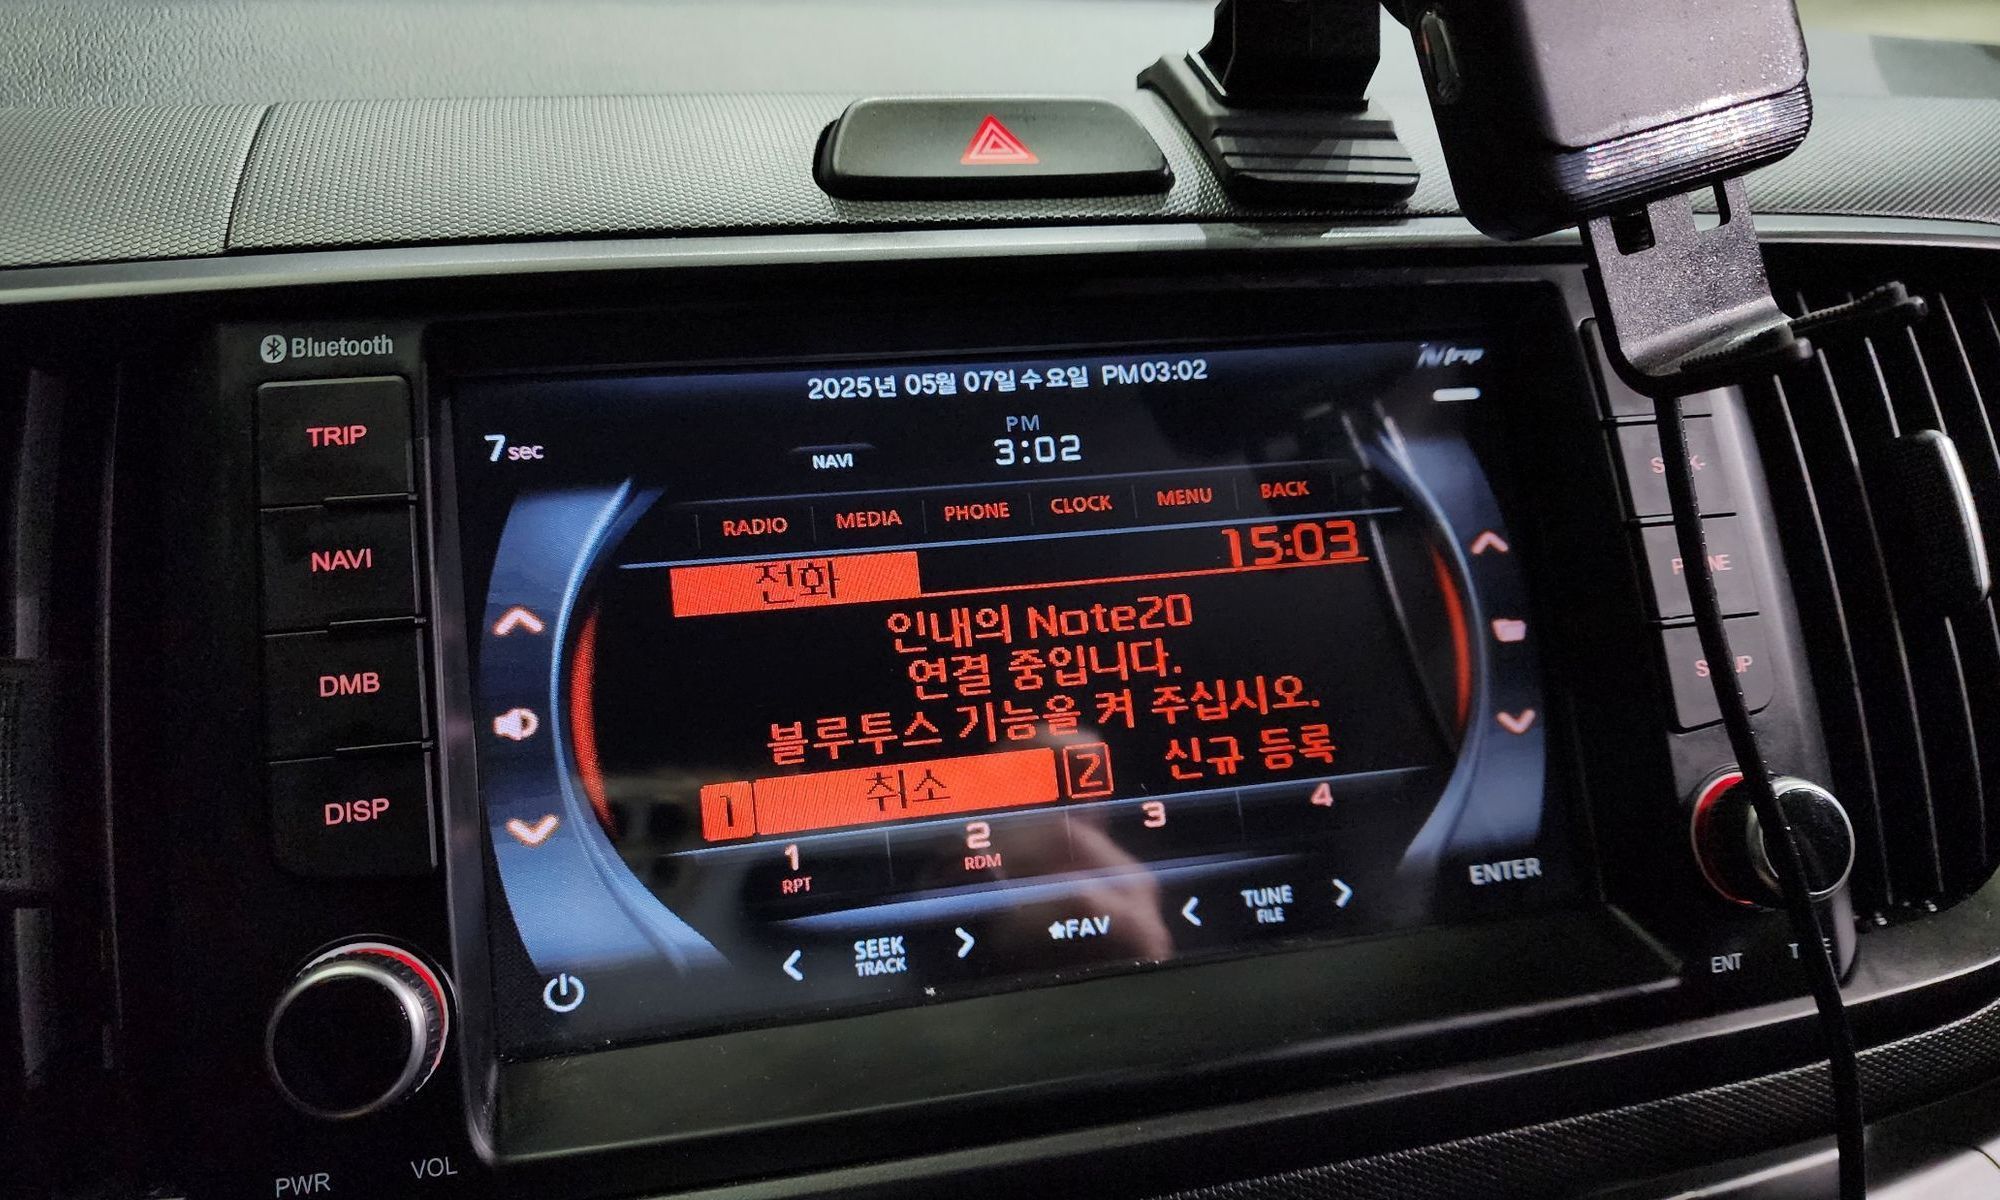 Bluetooth
TRIP
NAVI
DMB
DISP
PWR
VOL
2025년 05월 07일 수요일 PM03:02
7 sec
NAVI
PM
3:02
RADIO MEDIA PHONE CLOCK MENU BACK
전화
15:03
인내의 Note20
연결 중입니다.
블루투스 기능을 켜 주십시오.
1 취소 2 신규 등록
1 2 3 4
RPT RDM
SEEK
TRACK
★FAV
TUNE
FILE
ENTER
ENT